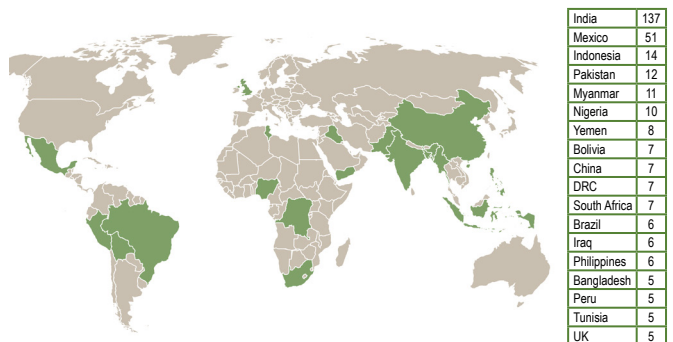 India 137
Mexico 51
Indonesia 14
Pakistan 12
Myanmar 11
Nigeria 10
Yemen 8
Bolivia 7
China 7
DRC 7
South Africa 7
Brazil 6
Iraq 6
Philippines 6
Bangladesh 5
Peru 5
Tunisia 5
UK 5